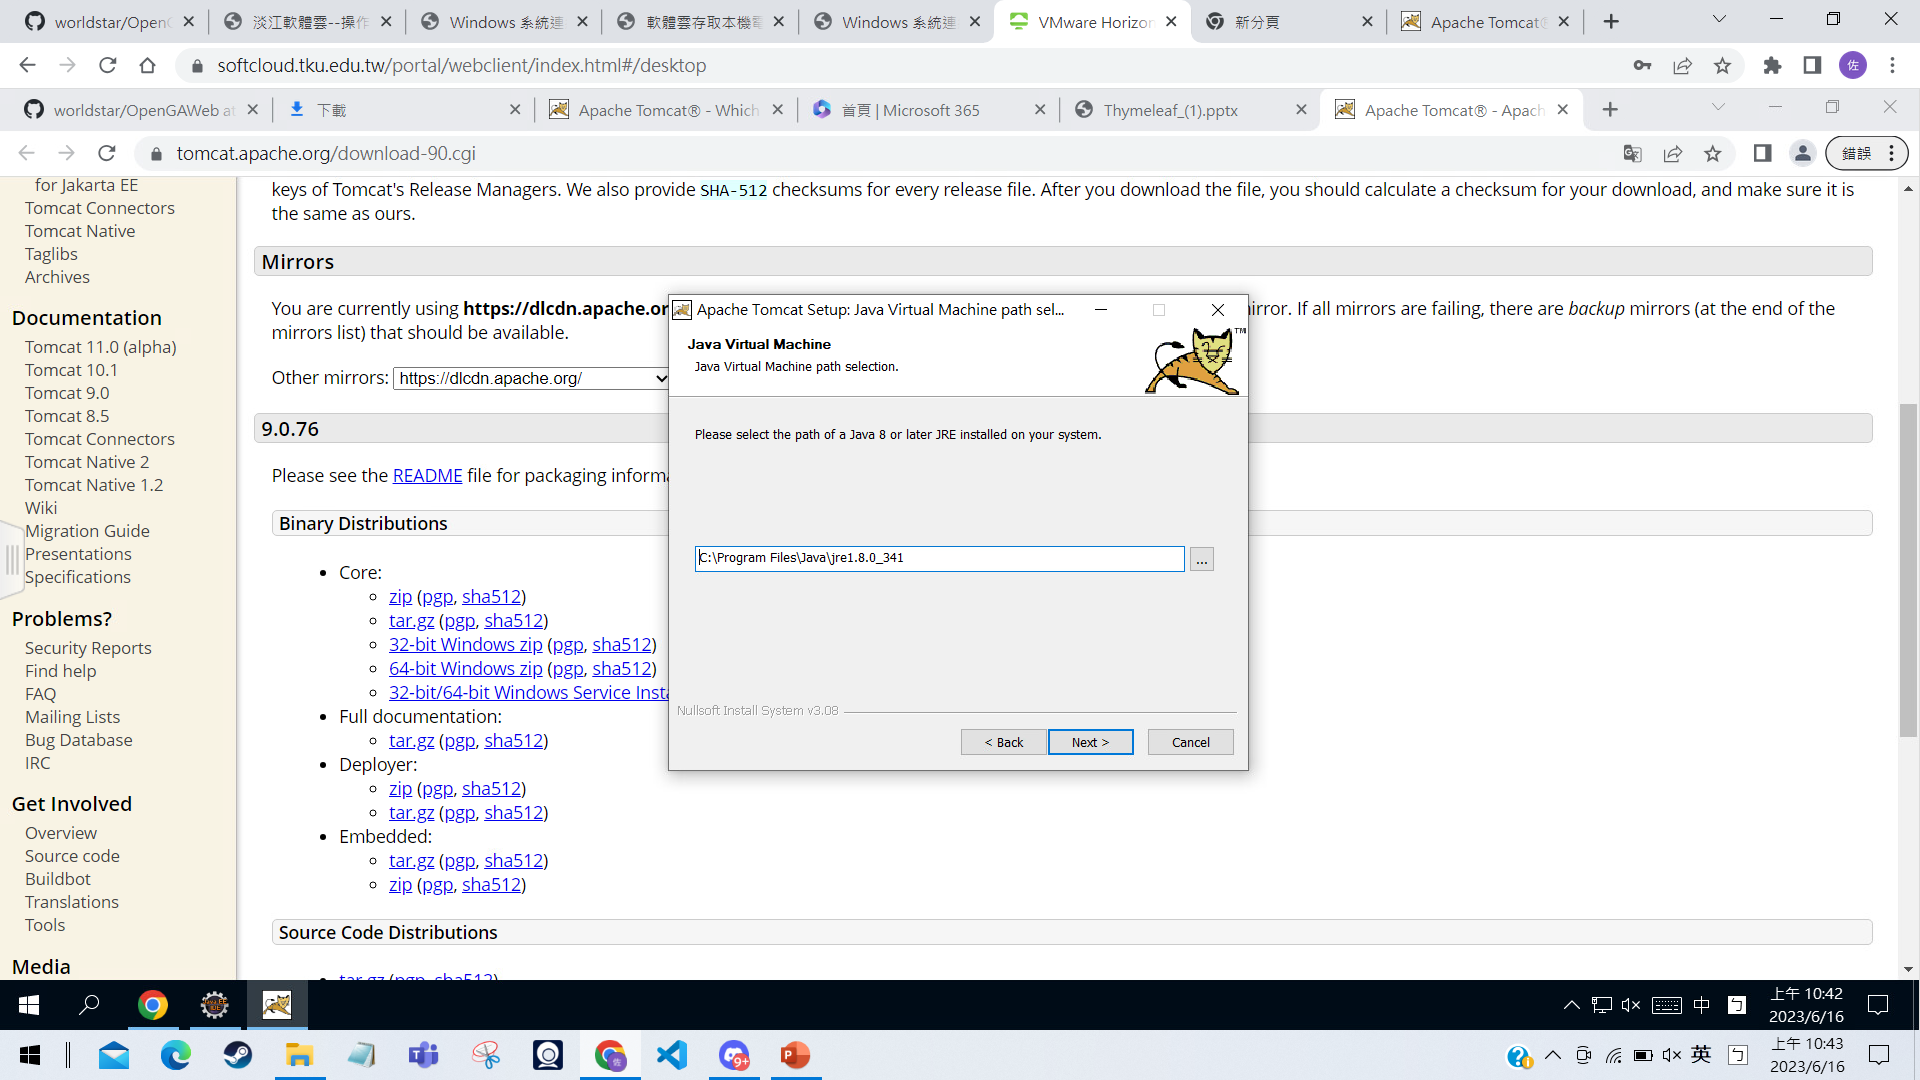 worldstar/OpenG
淡江軟體雲--操作
Windows 系統連
軟體雲存取本機電
Windows 系統連
VMware Horizon
新分頁
Apache Tomcat®
softcloud.tku.edu.tw/portal/webclient/index.html#/desktop
佐
worldstar/OpenGAWeb at
下載
Apache Tomcat® - Which
首頁 | Microsoft 365
Thymeleaf_(1).pptx
Apache Tomcat® - Apach
tomcat.apache.org/download-90.cgi
錯誤
for Jakarta EE
Tomcat Connectors
Tomcat Native
Taglibs
Archives
Documentation
Tomcat 11.0 (alpha)
Tomcat 10.1
Tomcat 9.0
Tomcat 8.5
Tomcat Connectors
Tomcat Native 2
Tomcat Native 1.2
Wiki
Migration Guide
Presentations
Specifications
Problems?
Security Reports
Find help
FAQ
Mailing Lists
Bug Database
IRC
Get Involved
Overview
Source code
Buildbot
Translations
Tools
Media
keys of Tomcat's Release Managers. We also provide SHA-512 checksums for every release file. After you download the file, you should calculate a checksum for your download, and make sure it is
the same as ours.
Mirrors
You are currently using https://dlcdn.apache.or
irror. If all mirrors are failing, there are backup mirrors (at the end of the
mirrors list) that should be available.
Other mirrors: https://dlcdn.apache.org/
9.0.76
Please see the README file for packaging informa
Binary Distributions
Core:
zip (pgp, sha512)
tar.gz (pgp, sha512)
32-bit Windows zip (pgp, sha512)
64-bit Windows zip (pgp, sha512)
32-bit/64-bit Windows Service Insta
Full documentation:
tar.gz (pgp, sha512)
Deployer:
zip (pgp, sha512)
tar.gz (pgp, sha512)
Embedded:
tar.gz (pgp, sha512)
zip (pgp, sha512)
Source Code Distributions
tar.gz (pgp, sha512)
Apache Tomcat Setup: Java Virtual Machine path sel...
Java Virtual Machine
Java Virtual Machine path selection.
TM
Please select the path of a Java 8 or later JRE installed on your system.
C:\Program Files\Java\jre1.8.0_341
...
Nullsoft Install System v3.08
< Back
Next >
Cancel
中
ㄅ
上午 10:42
2023/6/16
9+
英
ㄅ
上午 10:43
2023/6/16